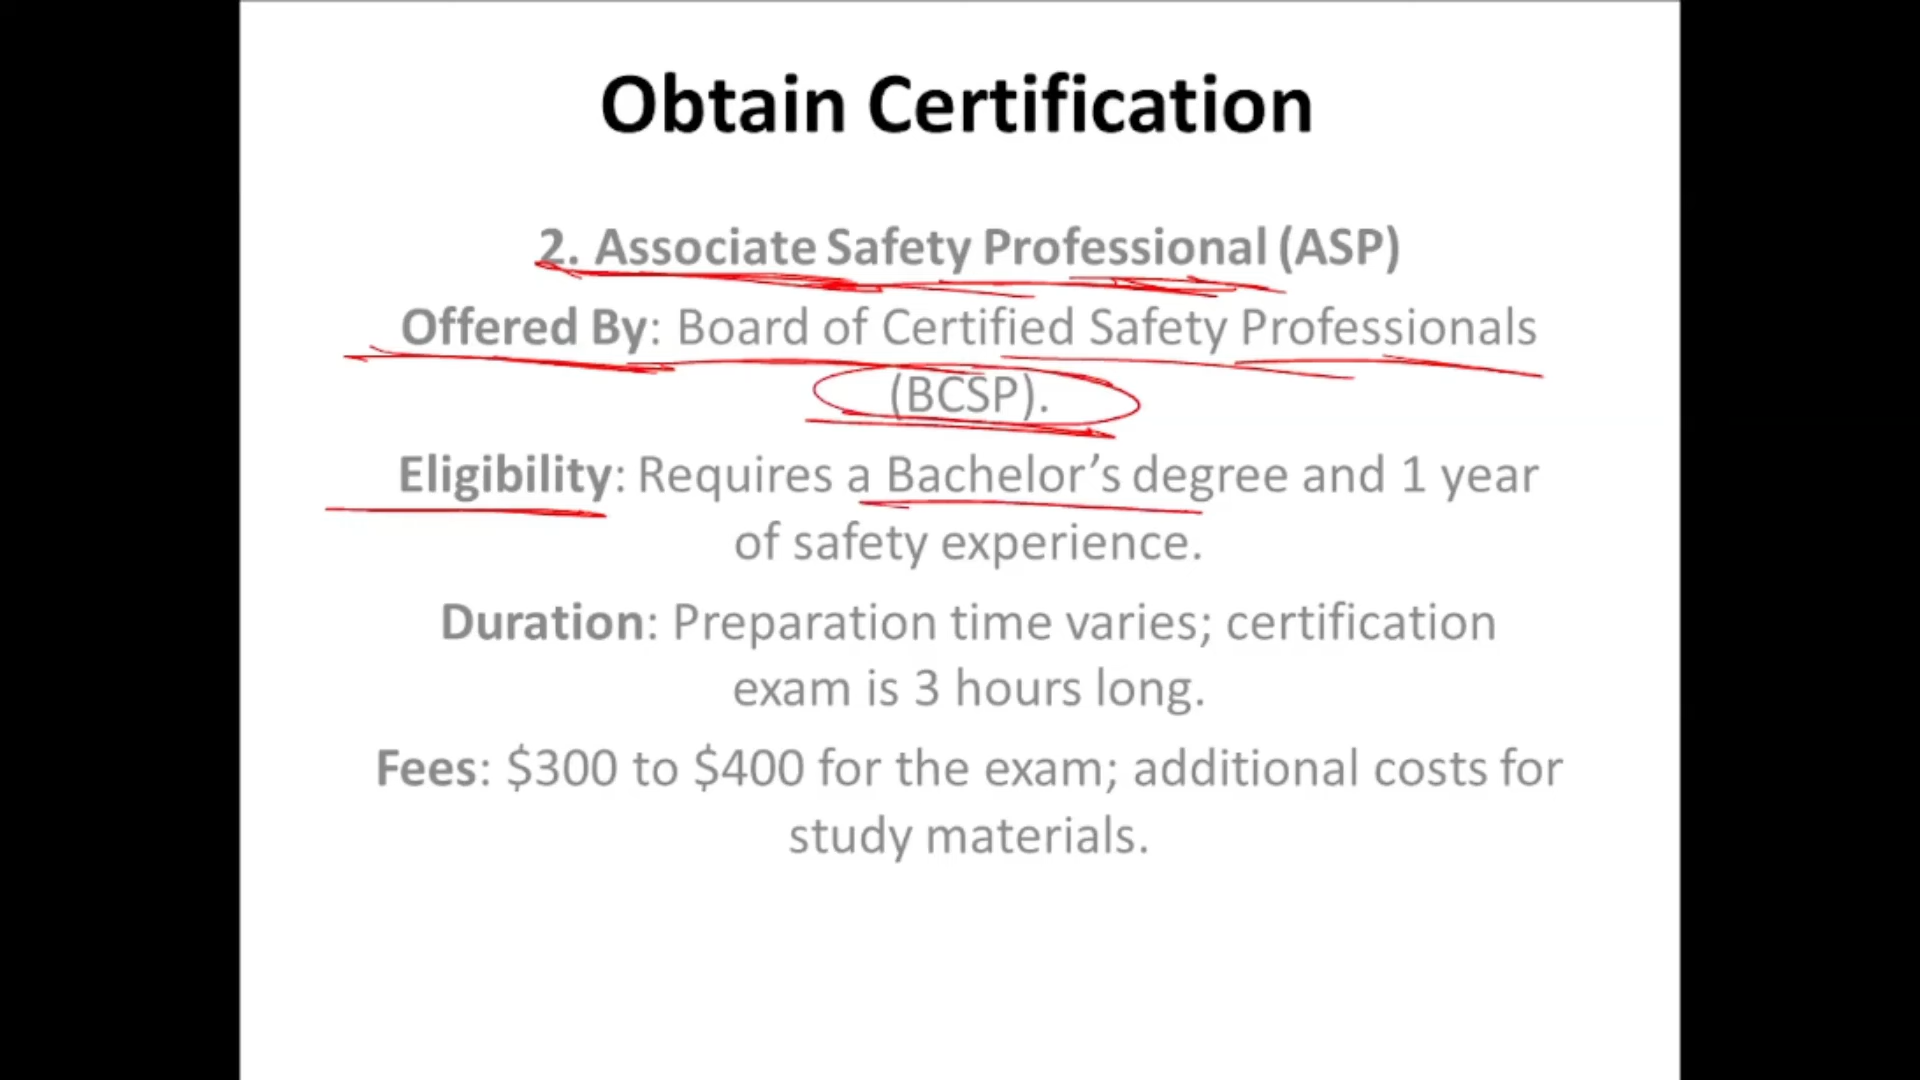 Obtain Certification
2. Associate Safety Professional (ASP)
Offered By: Board of Certified Safety Professionals
(BCSP).
Eligibility: Requires a Bachelor’s degree and 1 year
of safety experience.
Duration: Preparation time varies; certification
exam is 3 hours long.
Fees: $300 to $400 for the exam; additional costs for
study materials.